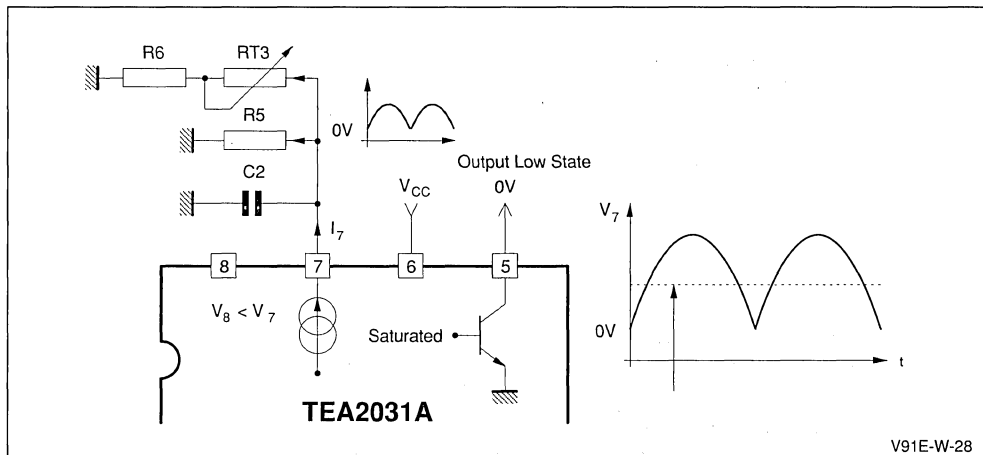 R6
RT3
R5
0V
C2
Output Low State
V7
VCC
0V
I7
8
7
6
5
V8 < V7
Saturated
0V
t
TEA2031A
V91E-W-28